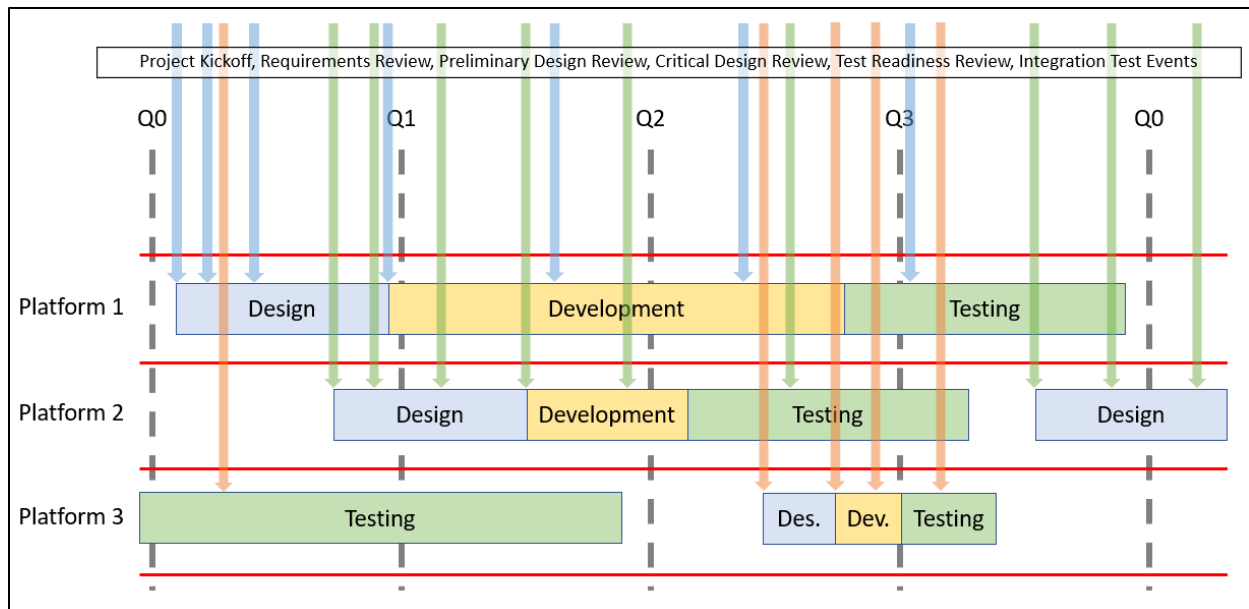 Project Kickoff, Requirements Review, Preliminary Design Review, Critical Design Review, Test Readiness Review, Integration Test Events
Q0 Q1 Q2 Q3 Q0
Platform 1 Design Development Testing
Platform 2 Design Development Testing Design
Platform 3 Testing Des. Dev. Testing